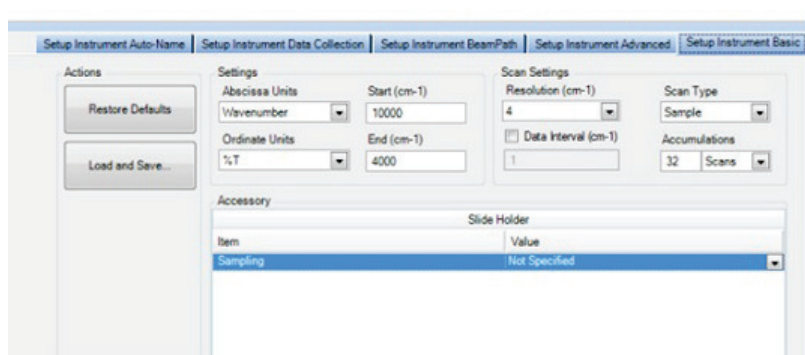 Setup Instrument Auto-Name Setup Instrument Data Collection Setup Instrument BeamPath Setup Instrument Advanced Setup Instrument Basic
Actions
Restore Defaults
Load and Save...
Settings
Abscissa Units Start (cm-1)
Wavenumber 10000
Ordinate Units End (cm-1)
%T 4000
Scan Settings
Resolution (cm-1) Scan Type
4 Sample
Data Interval (cm-1) Accumulations
1 32 Scans
Accessory
Slide Holder
Item Value
Sampling Not Specified